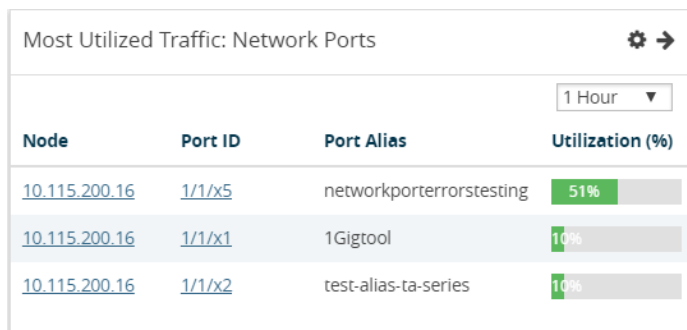 Most Utilized Traffic: Network Ports
1 Hour
Node Port ID Port Alias Utilization (%)
10.115.200.16 1/1/x5 networkporterrorstesting 51%
10.115.200.16 1/1/x1 1Gigtool 10%
10.115.200.16 1/1/x2 test-alias-ta-series 10%